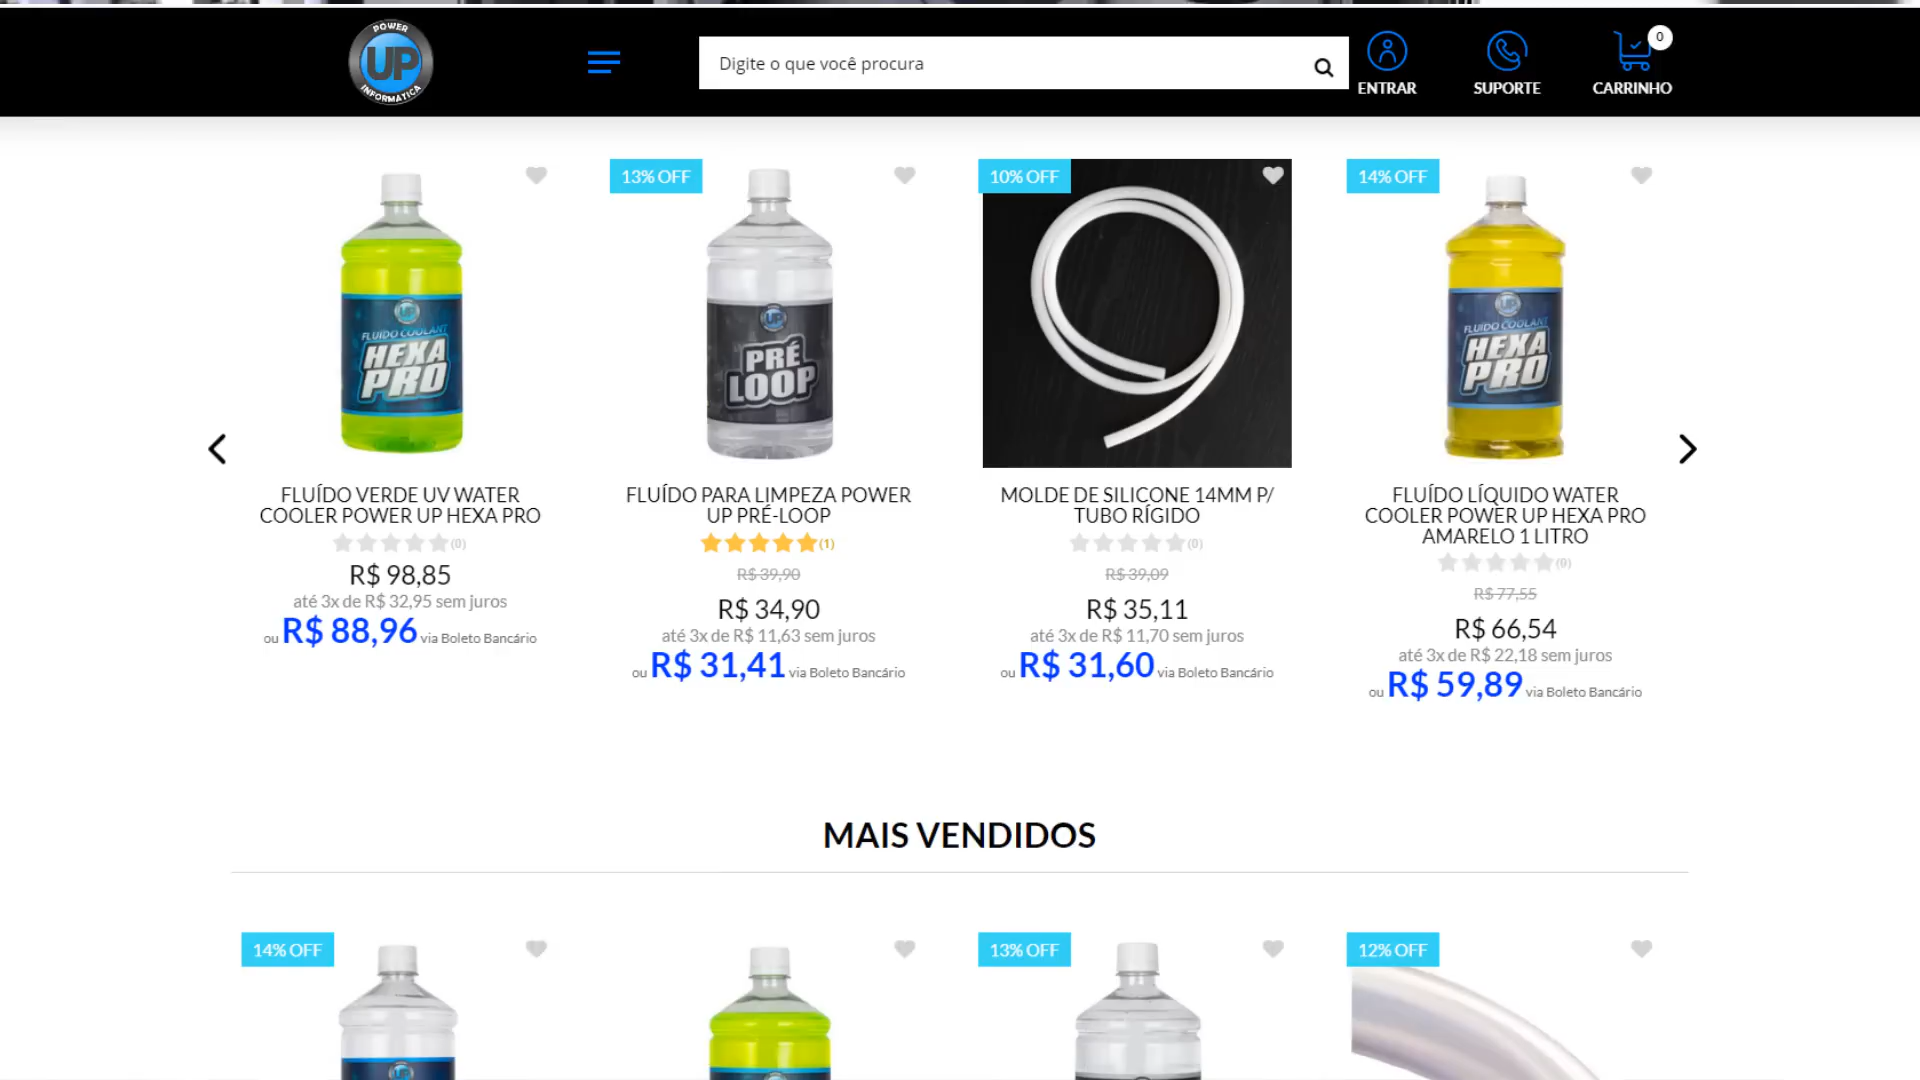 POWER
UP
INFORMÁTICA
Digite o que você procura
ENTRAR
SUPORTE
0
CARRINHO
13% OFF
10% OFF
14% OFF
UP
FLUÍDO COOLANT
HEXA
PRO
UP
PRÉ
LOOP
UP
FLUÍDO COOLANT
HEXA
PRO
FLUÍDO VERDE UV WATER
COOLER POWER UP HEXA PRO
(0)
R$ 98,85
até 3x de R$ 32,95 sem juros
ou R$ 88,96 via Boleto Bancário
FLUÍDO PARA LIMPEZA POWER
UP PRÉ-LOOP
(1)
R$ 39,90
R$ 34,90
até 3x de R$ 11,63 sem juros
ou R$ 31,41 via Boleto Bancário
MOLDE DE SILICONE 14MM P/
TUBO RÍGIDO
(0)
R$ 39,09
R$ 35,11
até 3x de R$ 11,70 sem juros
ou R$ 31,60 via Boleto Bancário
FLUÍDO LÍQUIDO WATER
COOLER POWER UP HEXA PRO
AMARELO 1 LITRO
(0)
R$ 77,55
R$ 66,54
até 3x de R$ 22,18 sem juros
ou R$ 59,89 via Boleto Bancário
MAIS VENDIDOS
14% OFF
13% OFF
12% OFF
UP